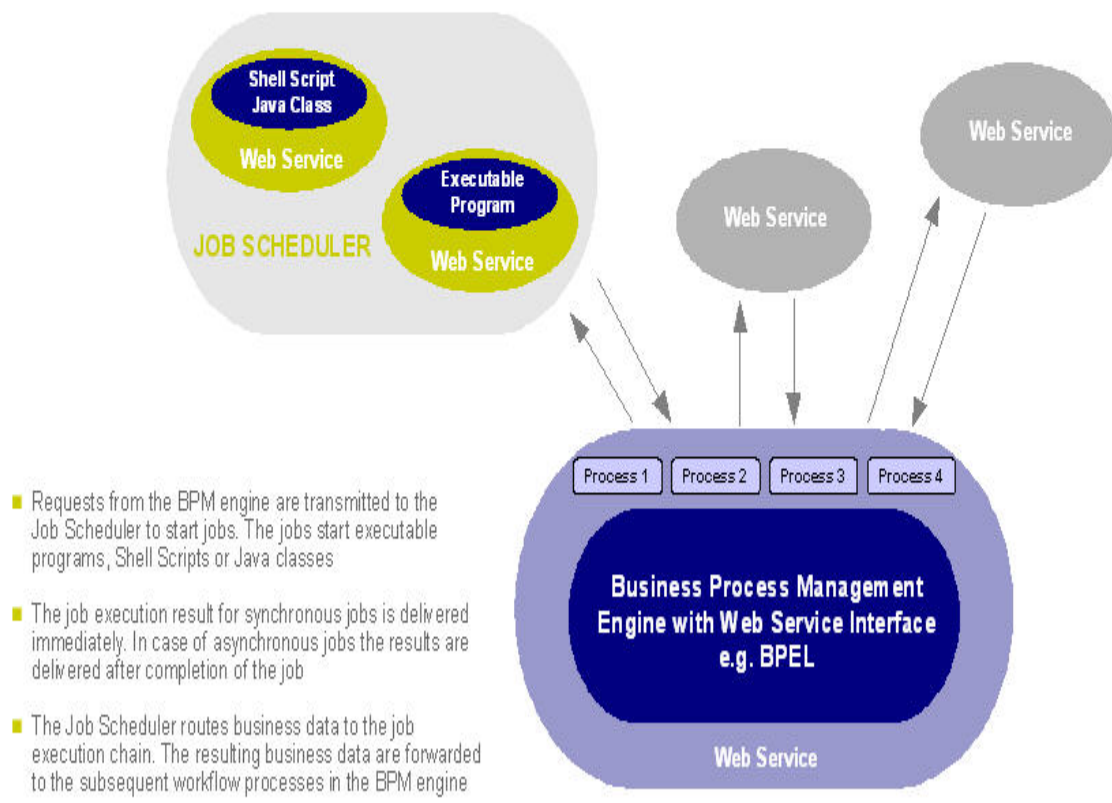 Shell Script
Java Class
Web Service
Executable
Program
Web Service
JOB SCHEDULER
Web Service
Web Service
Process 1
Process 2
Process 3
Process 4
Business Process Management
Engine with Web Service Interface
e.g. BPEL
Web Service
Requests from the BPM engine are transmitted to the
Job Scheduler to start jobs. The jobs start executable
programs, Shell Scripts or Java classes
The job execution result for synchronous jobs is delivered
immediately. In case of asynchronous jobs the results are
delivered after completion of the job
The Job Scheduler routes business data to the job
execution chain. The resulting business data are forwarded
to the subsequent workflow processes in the BPM engine